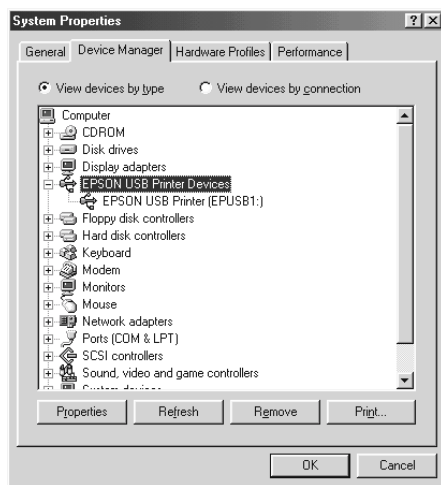 System Properties
General
Device Manager
Hardware Profiles
Performance
View devices by type
View devices by connection
Computer
CDROM
Disk drives
Display adapters
EPSON USB Printer Devices
EPSON USB Printer (EPUSB1:)
Floppy disk controllers
Hard disk controllers
Keyboard
Modem
Monitors
Mouse
Network adapters
Ports (COM & LPT)
SCSI controllers
Sound, video and game controllers
Properties
Refresh
Remove
Print...
OK
Cancel